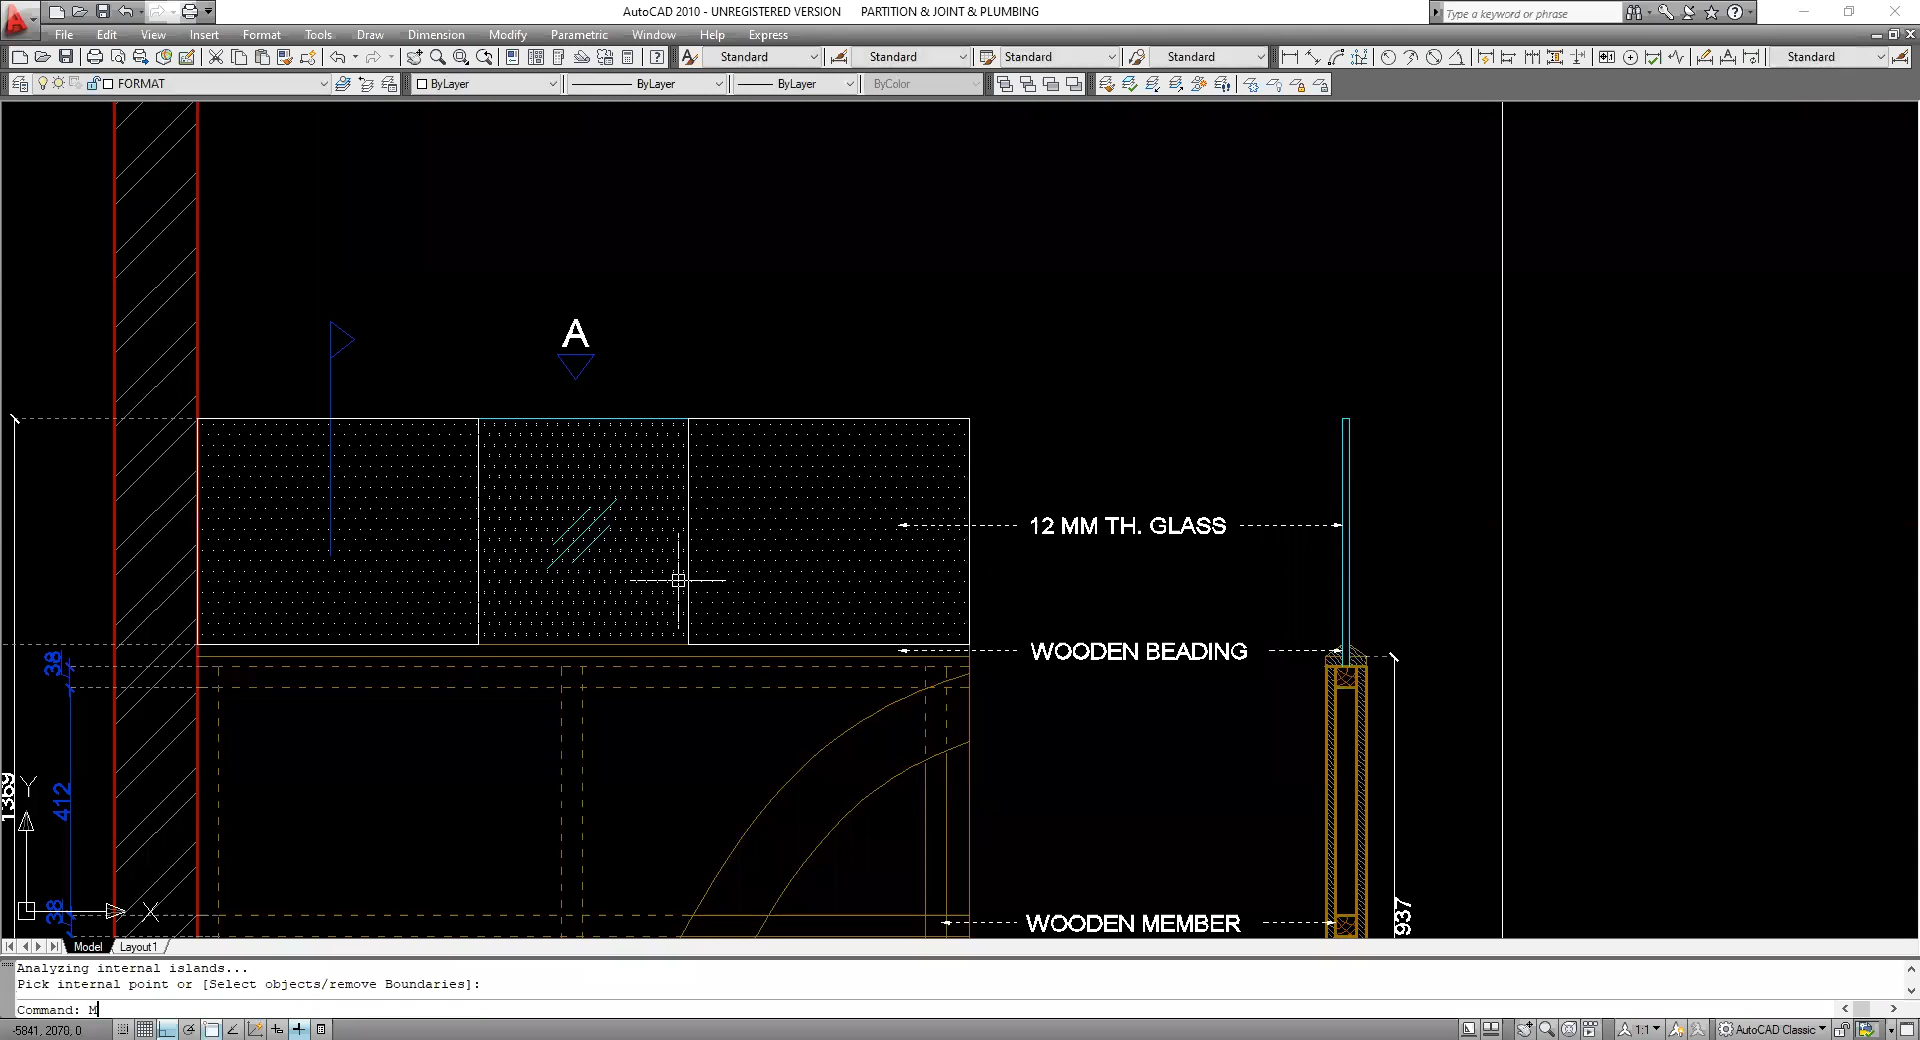 AutoCAD 2010 - UNREGISTERED VERSION PARTITION & JOINT & PLUMBING
Type a keyword or phrase
File Edit View Insert Format Tools Draw Dimension Modify Parametric Window Help Express
Standard Standard Standard Standard Standard
FORMAT ByLayer ByLayer ByLayer ByColor
A
12 MM TH. GLASS
WOODEN BEADING
38
412
1369
Y
38
X
WOODEN MEMBER
937
Model Layout1
Analyzing internal islands...
Pick internal point or [Select objects/remove Boundaries]:
Command: M
-5841, 2070, 0 1:1 AutoCAD Classic